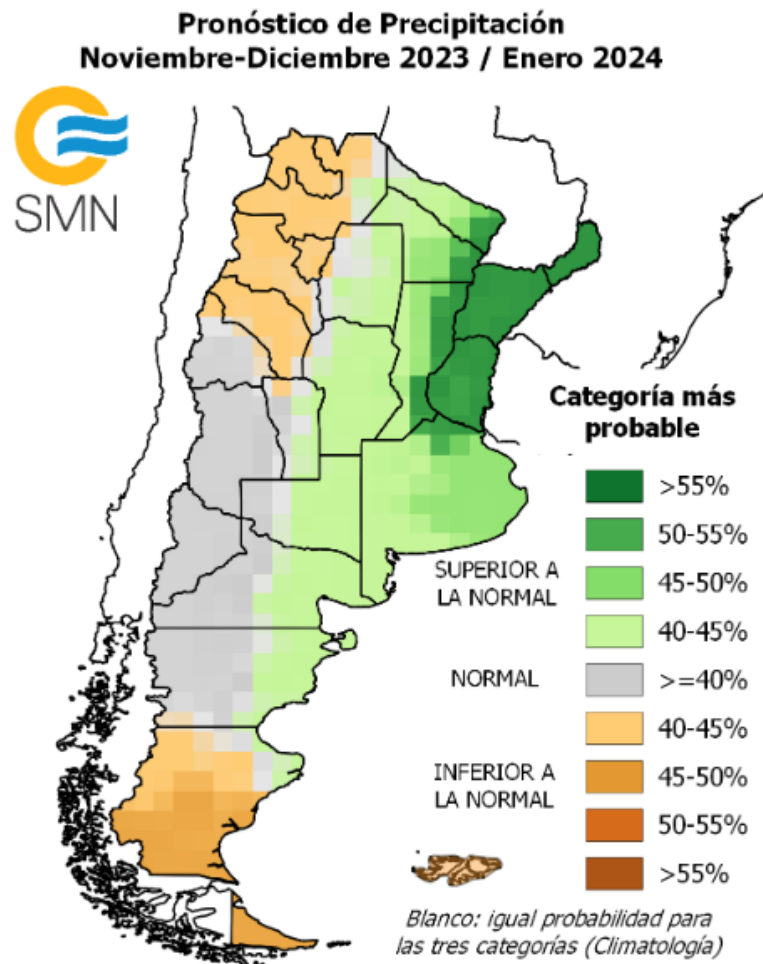 Pronóstico de Precipitación
Noviembre-Diciembre 2023 / Enero 2024
SMN
Categoría más
probable
>55%
50-55%
SUPERIOR A
LA NORMAL
45-50%
40-45%
NORMAL
>=40%
40-45%
INFERIOR A
LA NORMAL
45-50%
50-55%
>55%
Blanco: igual probabilidad para
las tres categorías (Climatología)